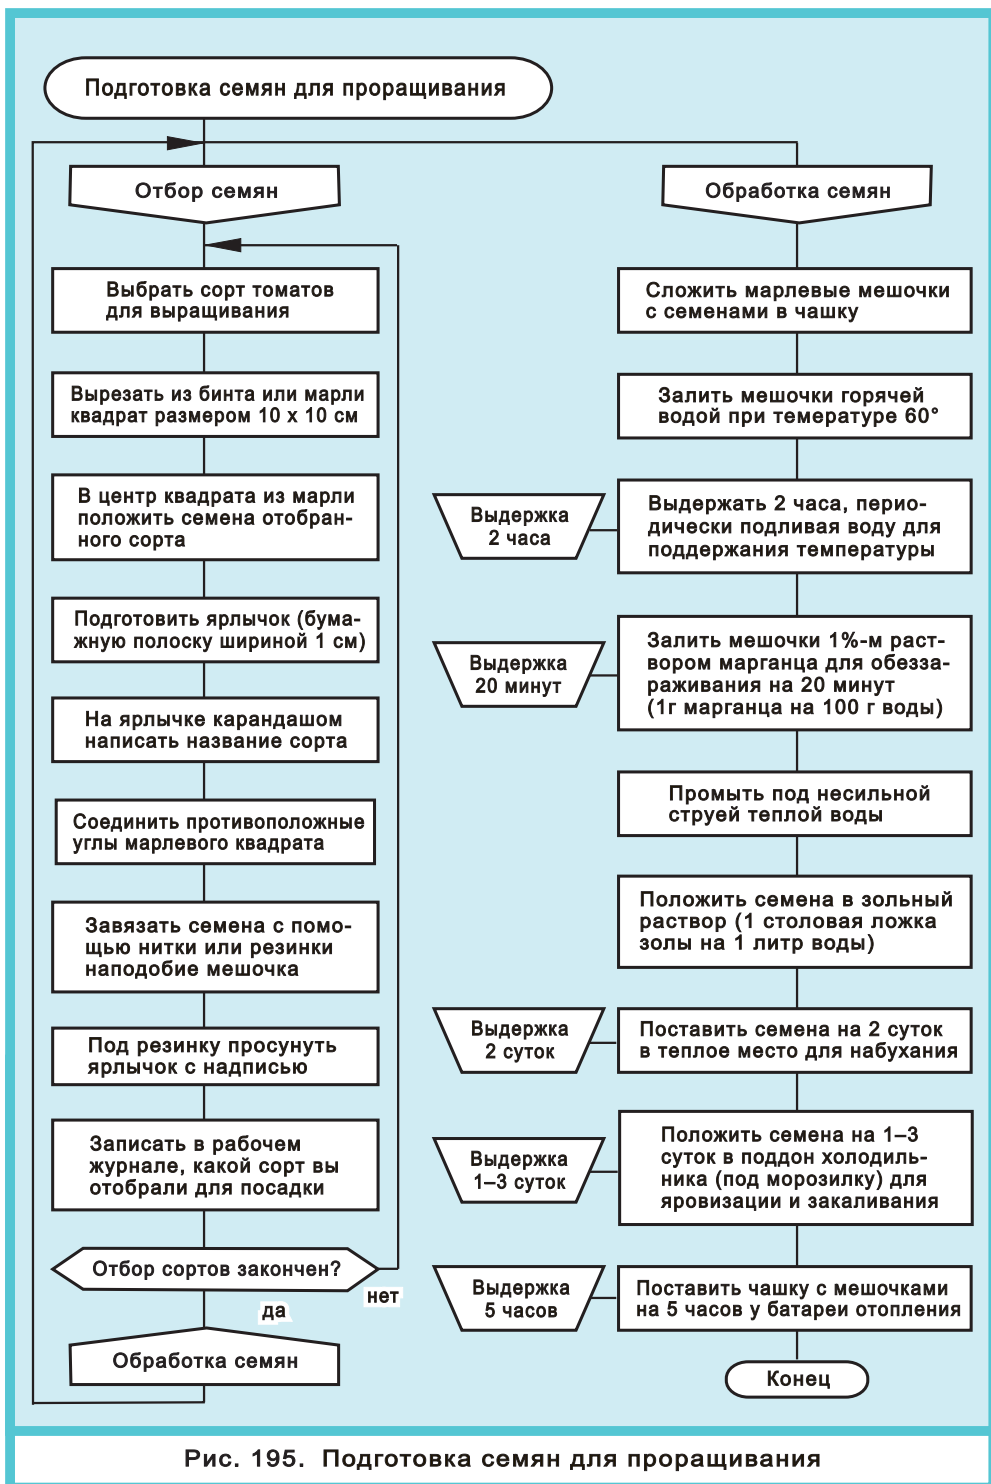 Подготовка семян для проращивания
Отбор семян
Выбрать сорт томатов
для выращивания
Вырезать из бинта или марли
квадрат размером 10 х 10 см
В центр квадрата из марли
положить семена отобран-
ного сорта
Подготовить ярлычок (бума-
жную полоску шириной 1 см)
На ярлычке карандашом
написать название сорта
Соединить противоположные
углы марлевого квадрата
Завязать семена с помо-
щью нитки или резинки
наподобие мешочка
Под резинку просунуть
ярлычок с надписью
Записать в рабочем
журнале, какой сорт вы
отобрали для посадки
Отбор сортов закончен?
нет
да
Обработка семян
Обработка семян
Сложить марлевые мешочки
с семенами в чашку
Залить мешочки горячей
водой при темературе 60°
Выдержка
2 часа
Выдержать 2 часа, перио-
дически подливая воду для
поддержания температуры
Выдержка
20 минут
Залить мешочки 1%-м раст-
вором марганца для обезза-
раживания на 20 минут
(1г марганца на 100 г воды)
Промыть под несильной
струей теплой воды
Положить семена в зольный
раствор (1 столовая ложка
золы на 1 литр воды)
Выдержка
2 суток
Поставить семена на 2 суток
в теплое место для набухания
Выдержка
1–3 суток
Положить семена на 1–3
суток в поддон холодиль-
ника (под морозилку) для
яровизации и закаливания
Выдержка
5 часов
Поставить чашку с мешочками
на 5 часов у батареи отопления
Конец
Рис. 195. Подготовка семян для проращивания